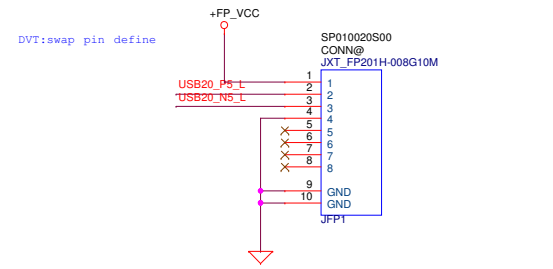 +FP_VCC
DVT:swap pin define
SP010020S00
CONN@
JXT_FP201H-008G10M
1 1
USB20_P5_L 2 2
USB20_N5_L 3 3
4 4
5 5
6 6
7 7
8 8
9 GND
10 GND
JFP1